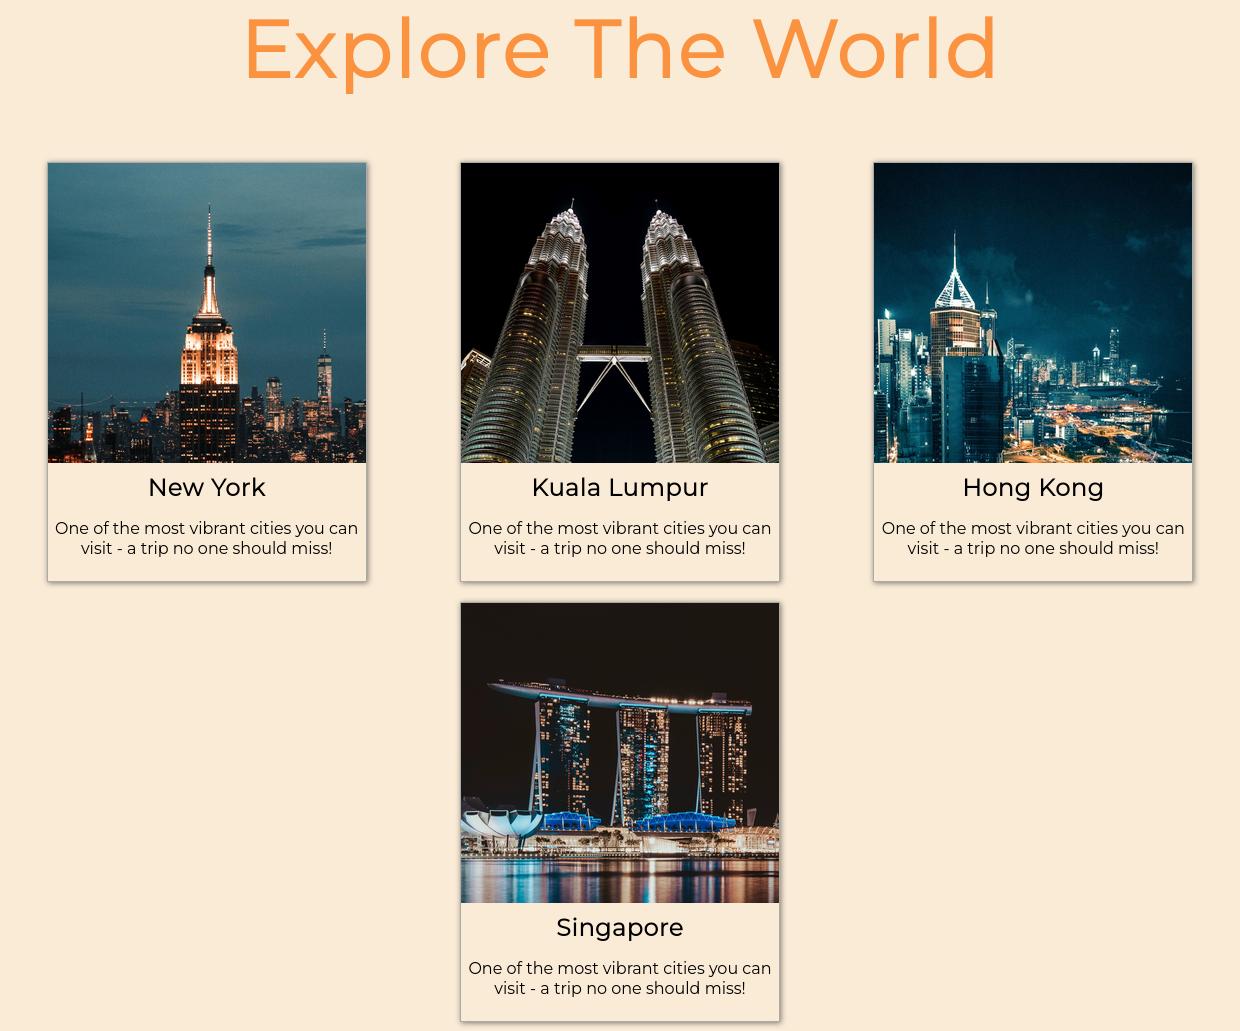 Explore The World
New York
One of the most vibrant cities you can
visit - a trip no one should miss!
Kuala Lumpur
One of the most vibrant cities you can
visit - a trip no one should miss!
Hong Kong
One of the most vibrant cities you can
visit - a trip no one should miss!
Singapore
One of the most vibrant cities you can
visit - a trip no one should miss!